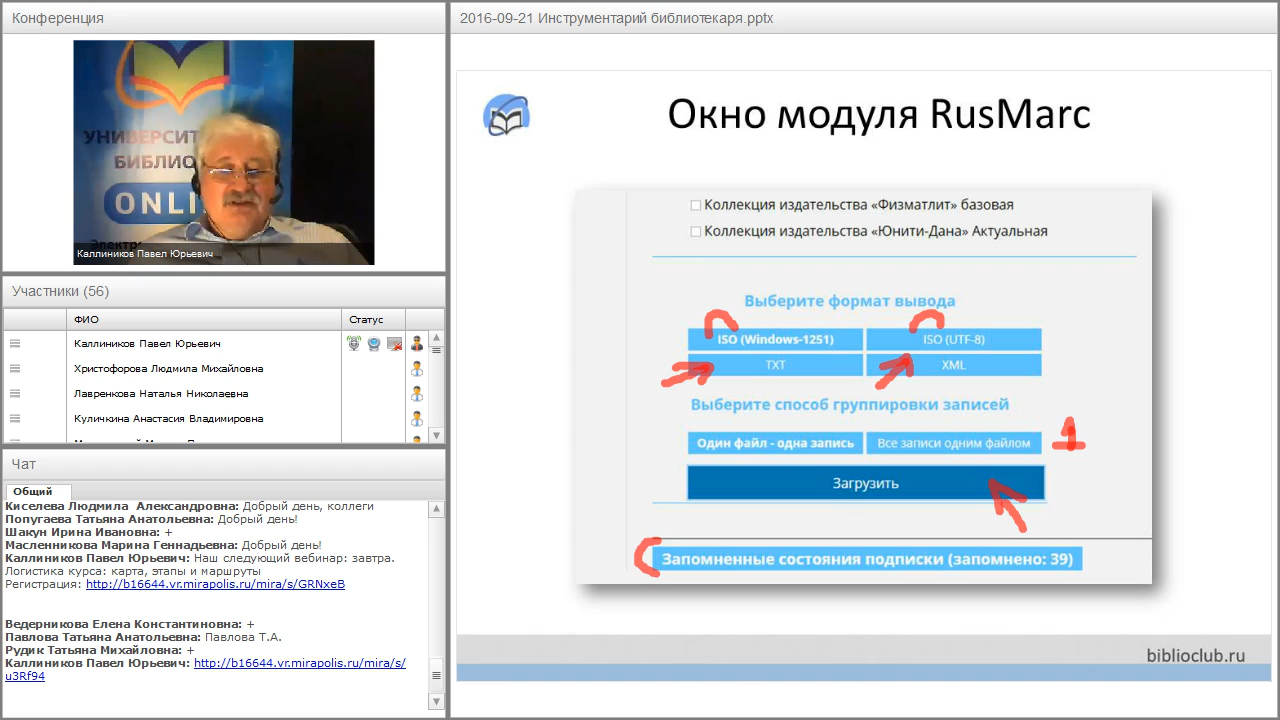 Конференция
УНИВЕРСИТ
БИБЛИО
ONLI
Каллиников Павел Юрьевич
Участники (56)
ФИО
Статус
Каллиников Павел Юрьевич
Христофорова Людмила Михайловна
Лавренкова Наталья Николаевна
Куличкина Анастасия Владимировна
Чат
Общий
Киселева Людмила Александровна: Добрый день, коллеги
Попугаева Татьяна Анатольевна: Добрый день!
Шакун Ирина Ивановна: +
Масленникова Марина Геннадьевна: Добрый день!
Каллиников Павел Юрьевич: Наш следующий вебинар: завтра.
Логистика курса: карта, этапы и маршруты
Регистрация: http://b16644.vr.mirapolis.ru/mira/s/GRNxeB
Ведерникова Елена Константиновна: +
Павлова Татьяна Анатольевна: Павлова Т.А.
Рудик Татьяна Михайловна: +
Каллиников Павел Юрьевич: http://b16644.vr.mirapolis.ru/mira/s/
u3Rf94
2016-09-21 Инструментарий библиотекаря.pptx
Окно модуля RusMarc
Коллекция издательства «Физматлит» базовая
Коллекция издательства «Юнити-Дана» Актуальная
Выберите формат вывода
ISO (Windows-1251)
ISO (UTF-8)
TXT
XML
Выберите способ группировки записей
Один файл - одна запись
Все записи одним файлом
1
Загрузить
Запомненные состояния подписки (запомнено: 39)
biblioclub.ru